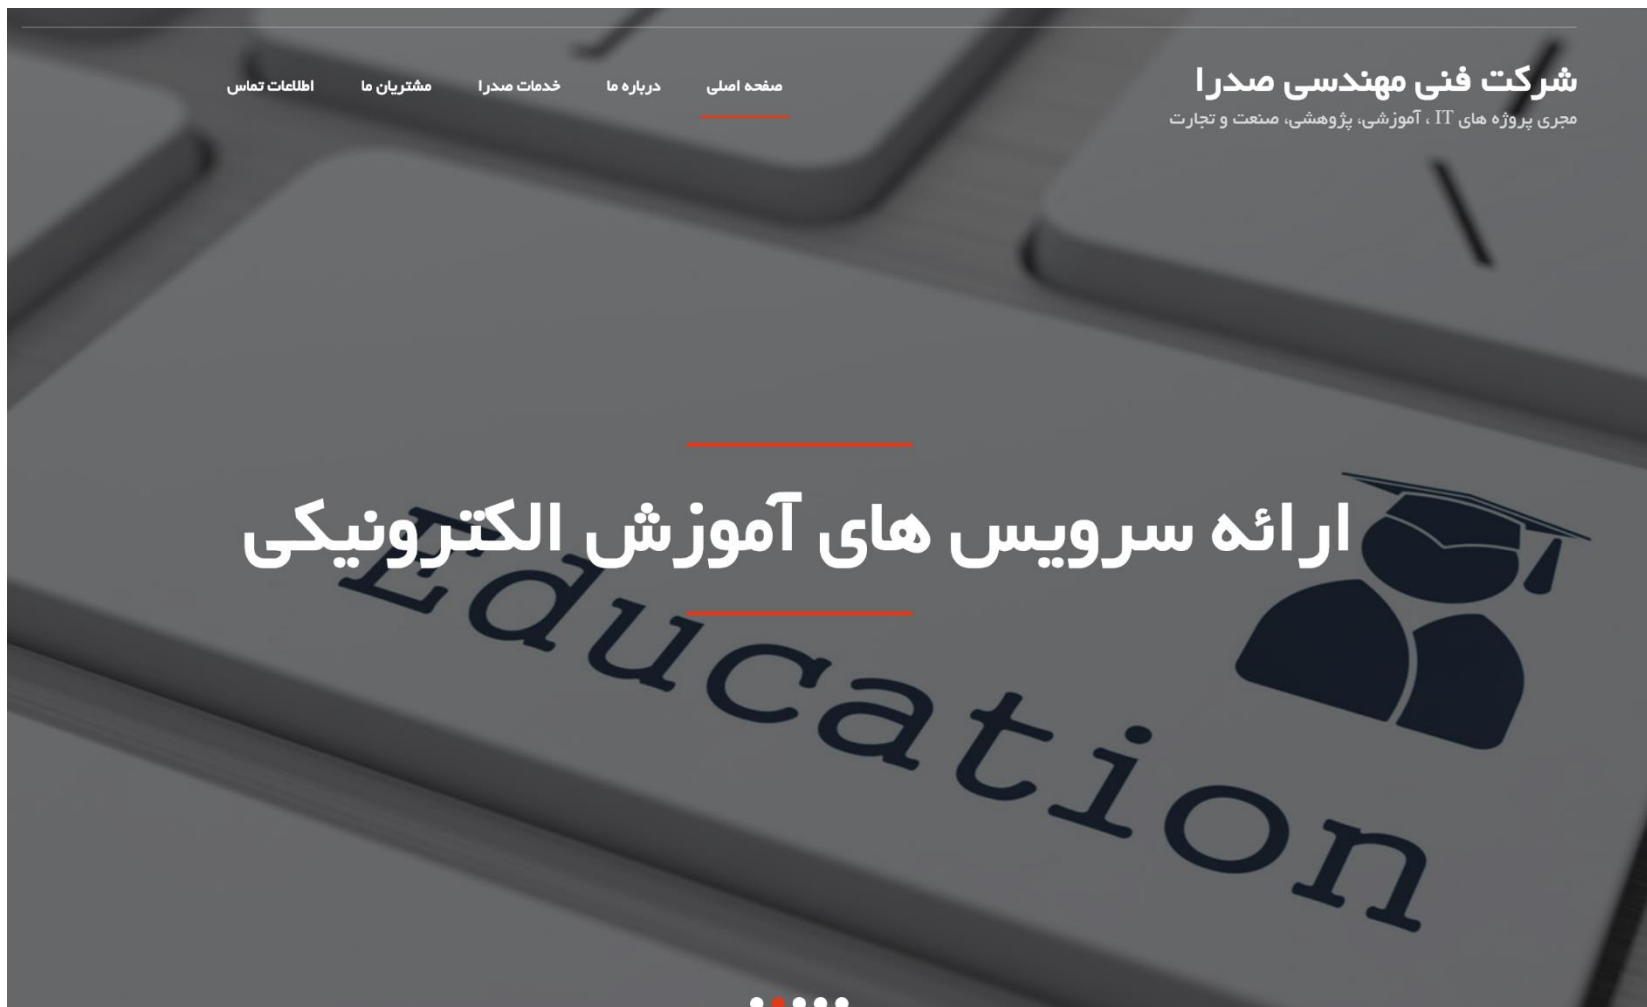 شرکت فنی مهندسی صدرا
مجری پروژه های IT ، آموزشی، پژوهشی، صنعت و تجارت
صفحه اصلی
درباره ما
خدمات صدرا
مشتریان ما
اطلاعات تماس
ارائه سرویس های آموزش الکترونیکی
Education